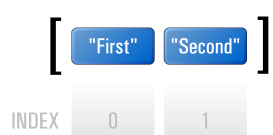 [ "First" "Second" ]
INDEX 0 1